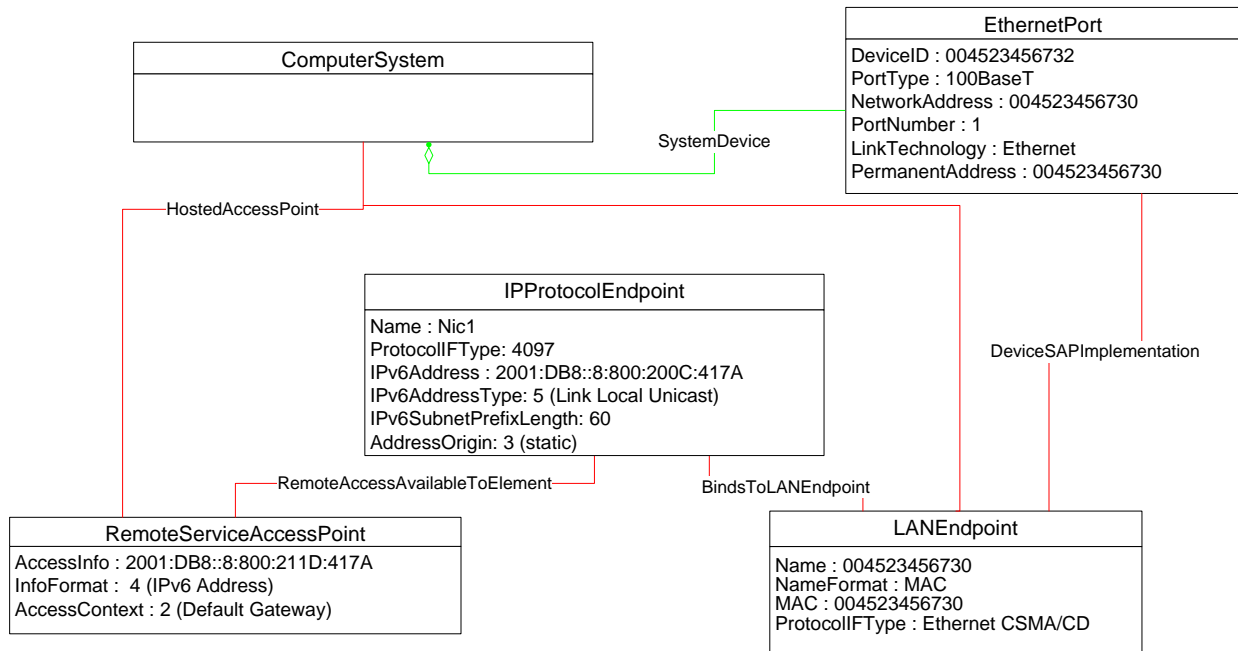 EthernetPort
DeviceID : 004523456732
PortType : 100BaseT
NetworkAddress : 004523456730
PortNumber : 1
LinkTechnology : Ethernet
PermanentAddress : 004523456730
ComputerSystem
SystemDevice
HostedAccessPoint
IPProtocolEndpoint
Name : Nic1
ProtocolIFType: 4097
IPv6Address : 2001:DB8::8:800:200C:417A
IPv6AddressType: 5 (Link Local Unicast)
IPv6SubnetPrefixLength: 60
AddressOrigin: 3 (static)
DeviceSAPImplementation
RemoteAccessAvailableToElement
BindsToLANEndpoint
RemoteServiceAccessPoint
AccessInfo : 2001:DB8::8:800:211D:417A
InfoFormat :  4 (IPv6 Address)
AccessContext : 2 (Default Gateway)
LANEndpoint
Name : 004523456730
NameFormat : MAC
MAC : 004523456730
ProtocolIFType : Ethernet CSMA/CD